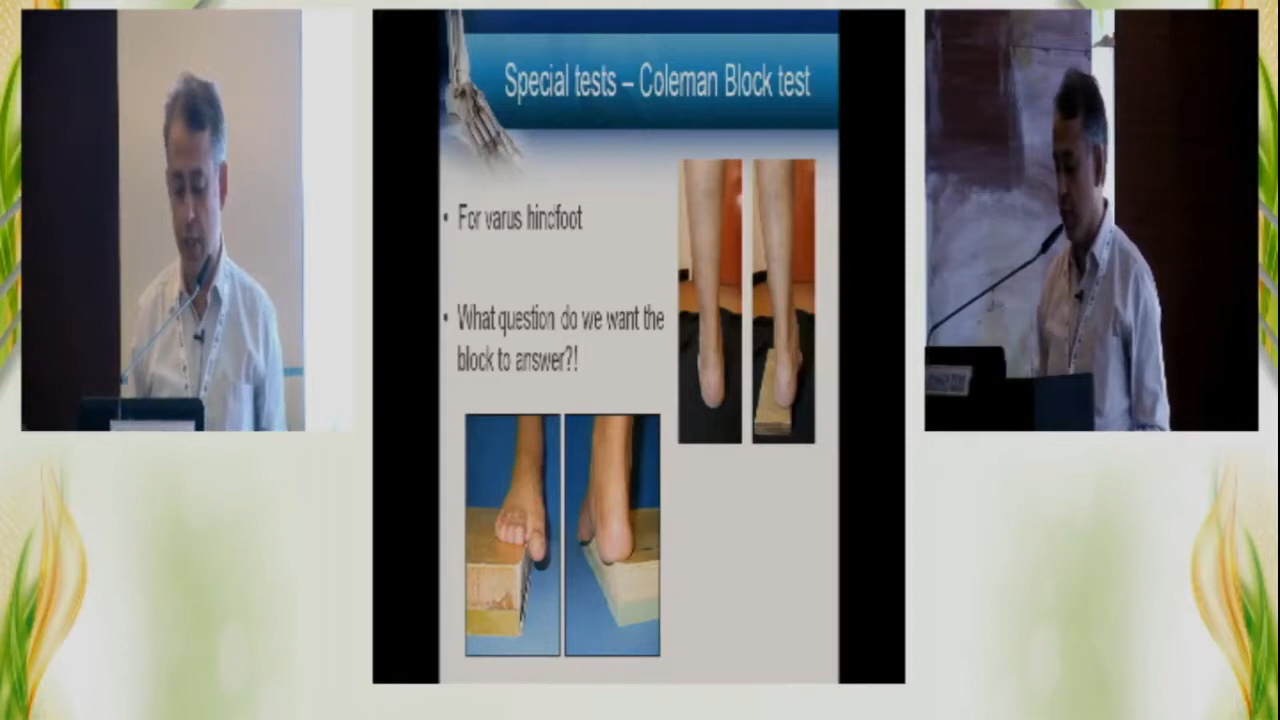 Special tests – Coleman Block test
• For varus hindfoot
• What question do we want the
block to answer?!